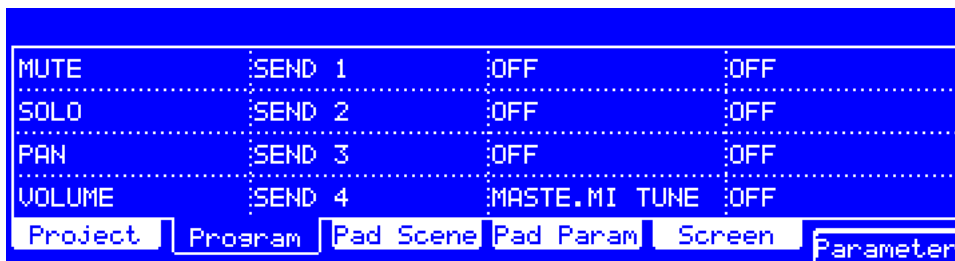 MUTE SEND 1 OFF OFF
SOLO SEND 2 OFF OFF
PAN SEND 3 OFF OFF
VOLUME SEND 4 MASTE.MI TUNE OFF
Project Program Pad Scene Pad Param Screen Parameter